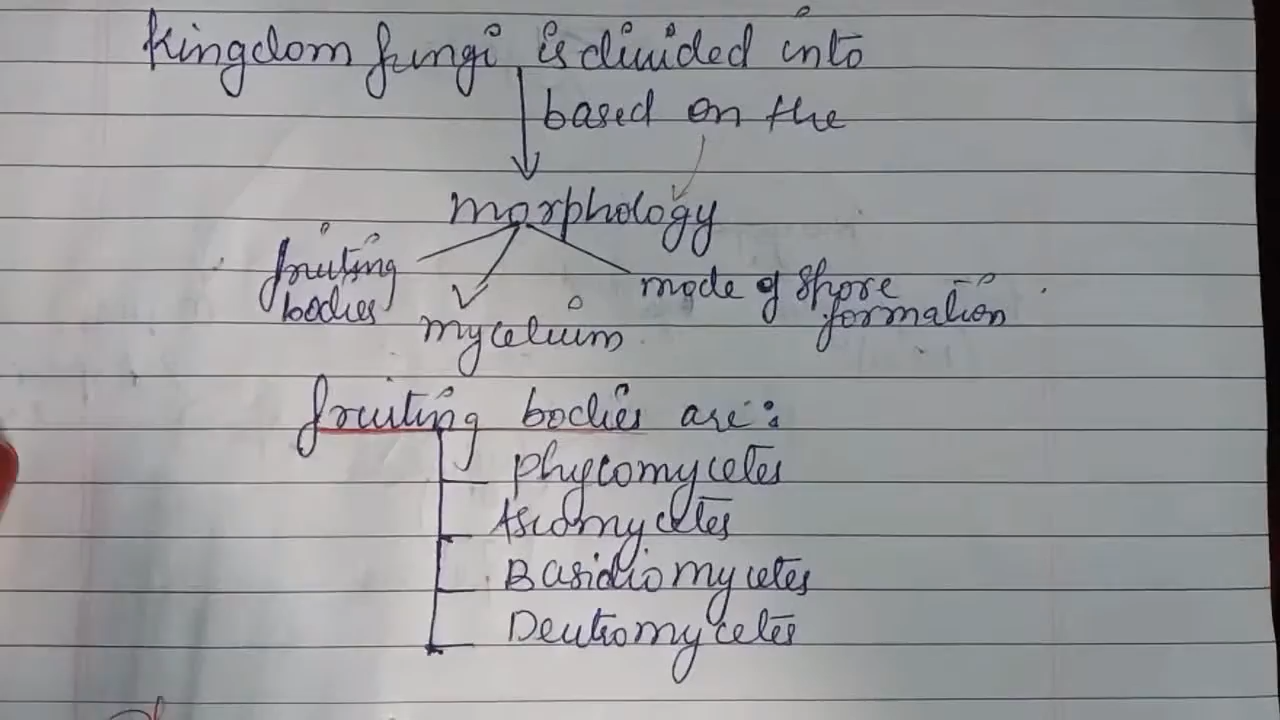 Kingdom fungi is divided into
based on the
morphology
fruiting
bodies
mycelium
mode of spore
formation
fruiting bodies are:
phycomycetes
Ascomycetes
Basidiomycetes
Deutromycetes